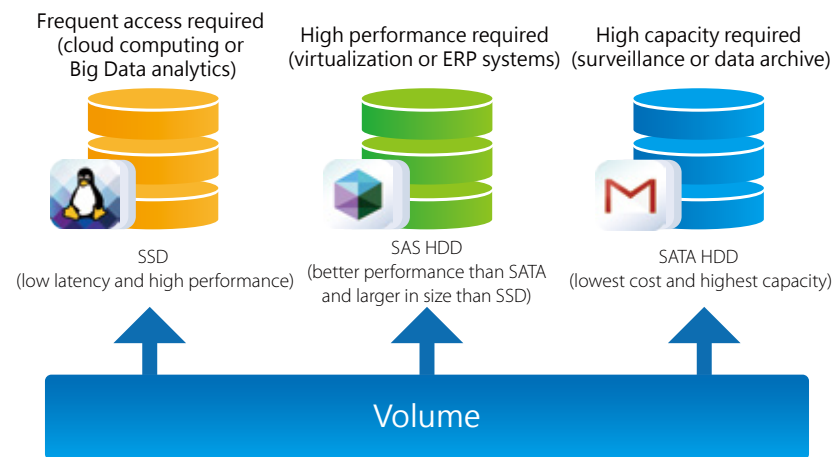 Frequent access required
(cloud computing or
Big Data analytics)
High performance required
(virtualization or ERP systems)
High capacity required
(surveillance or data archive)
SSD
(low latency and high performance)
SAS HDD
(better performance than SATA
and larger in size than SSD)
SATA HDD
(lowest cost and highest capacity)
Volume